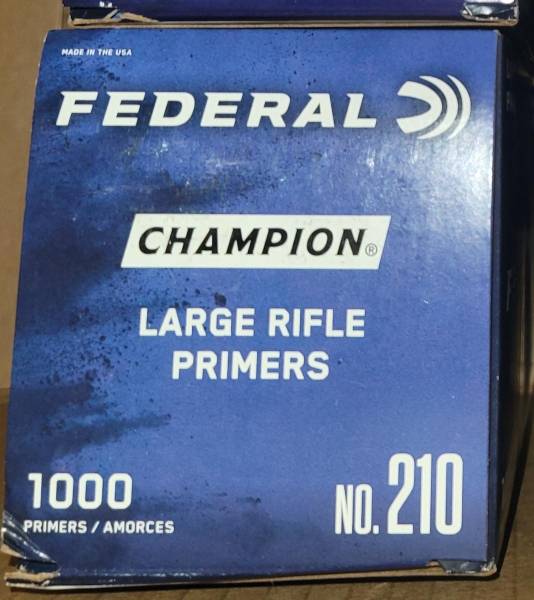 MADE IN THE USA
FEDERAL
CHAMPION®
LARGE RIFLE
PRIMERS
1000
PRIMERS / AMORCES
NO. 210